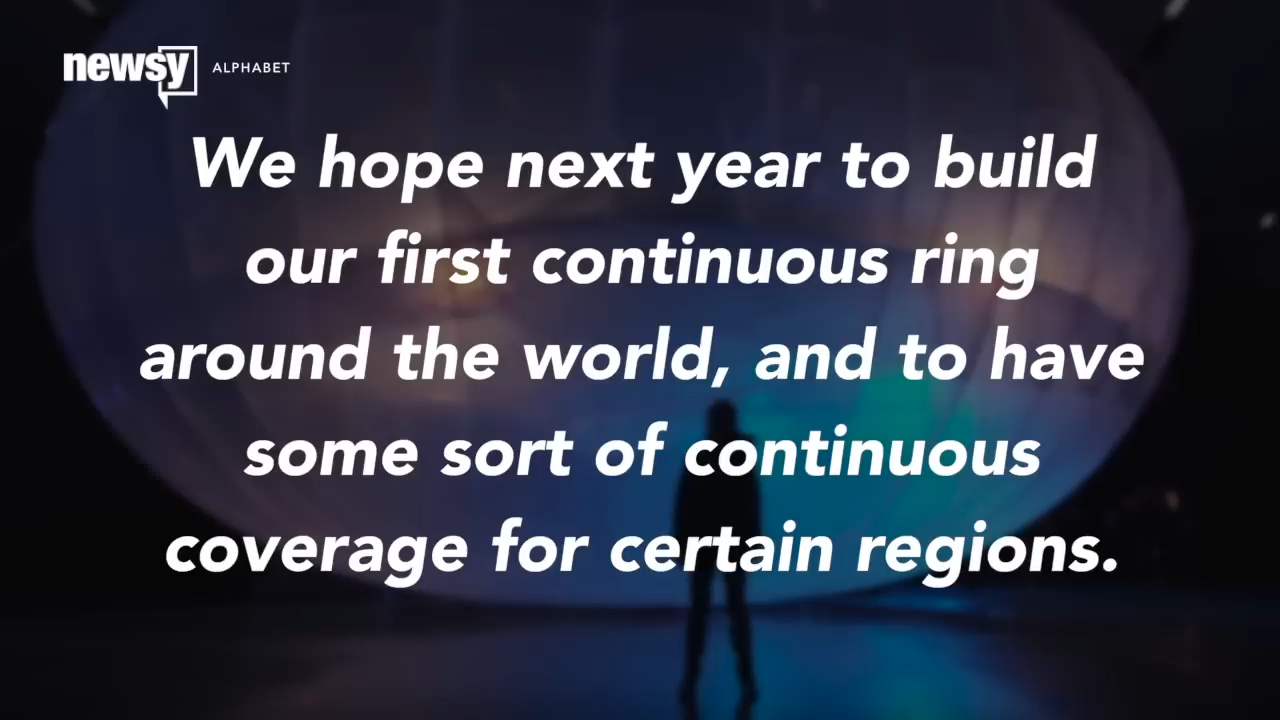 newsy ALPHABET
We hope next year to build
our first continuous ring
around the world, and to have
some sort of continuous
coverage for certain regions.